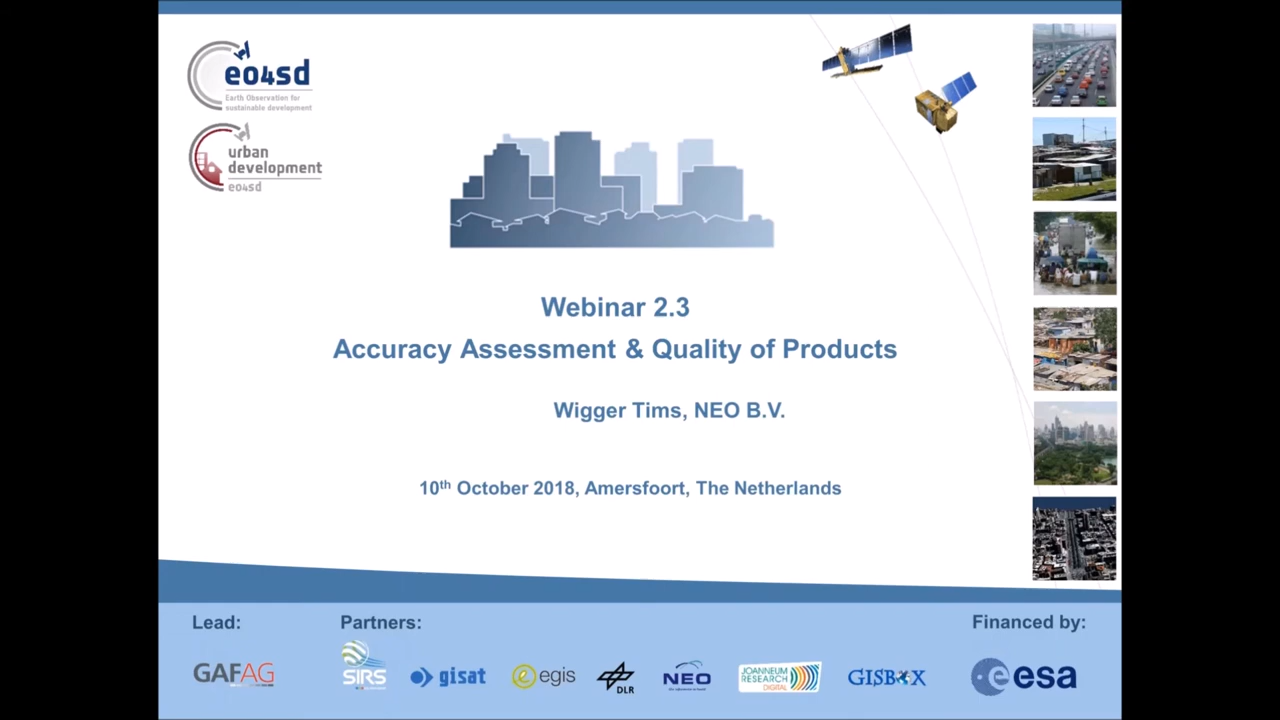 eo4sd
Earth Observation for
sustainable development
urban
development
eo4sd
Webinar 2.3
Accuracy Assessment & Quality of Products
Wigger Tims, NEO B.V.
10th October 2018, Amersfoort, The Netherlands
Lead:
Partners:
Financed by:
GAFAG
SIRS
gisat
egis
DLR
NEO
JOANNEUM
RESEARCH
DIGITAL
GISBOX
esa